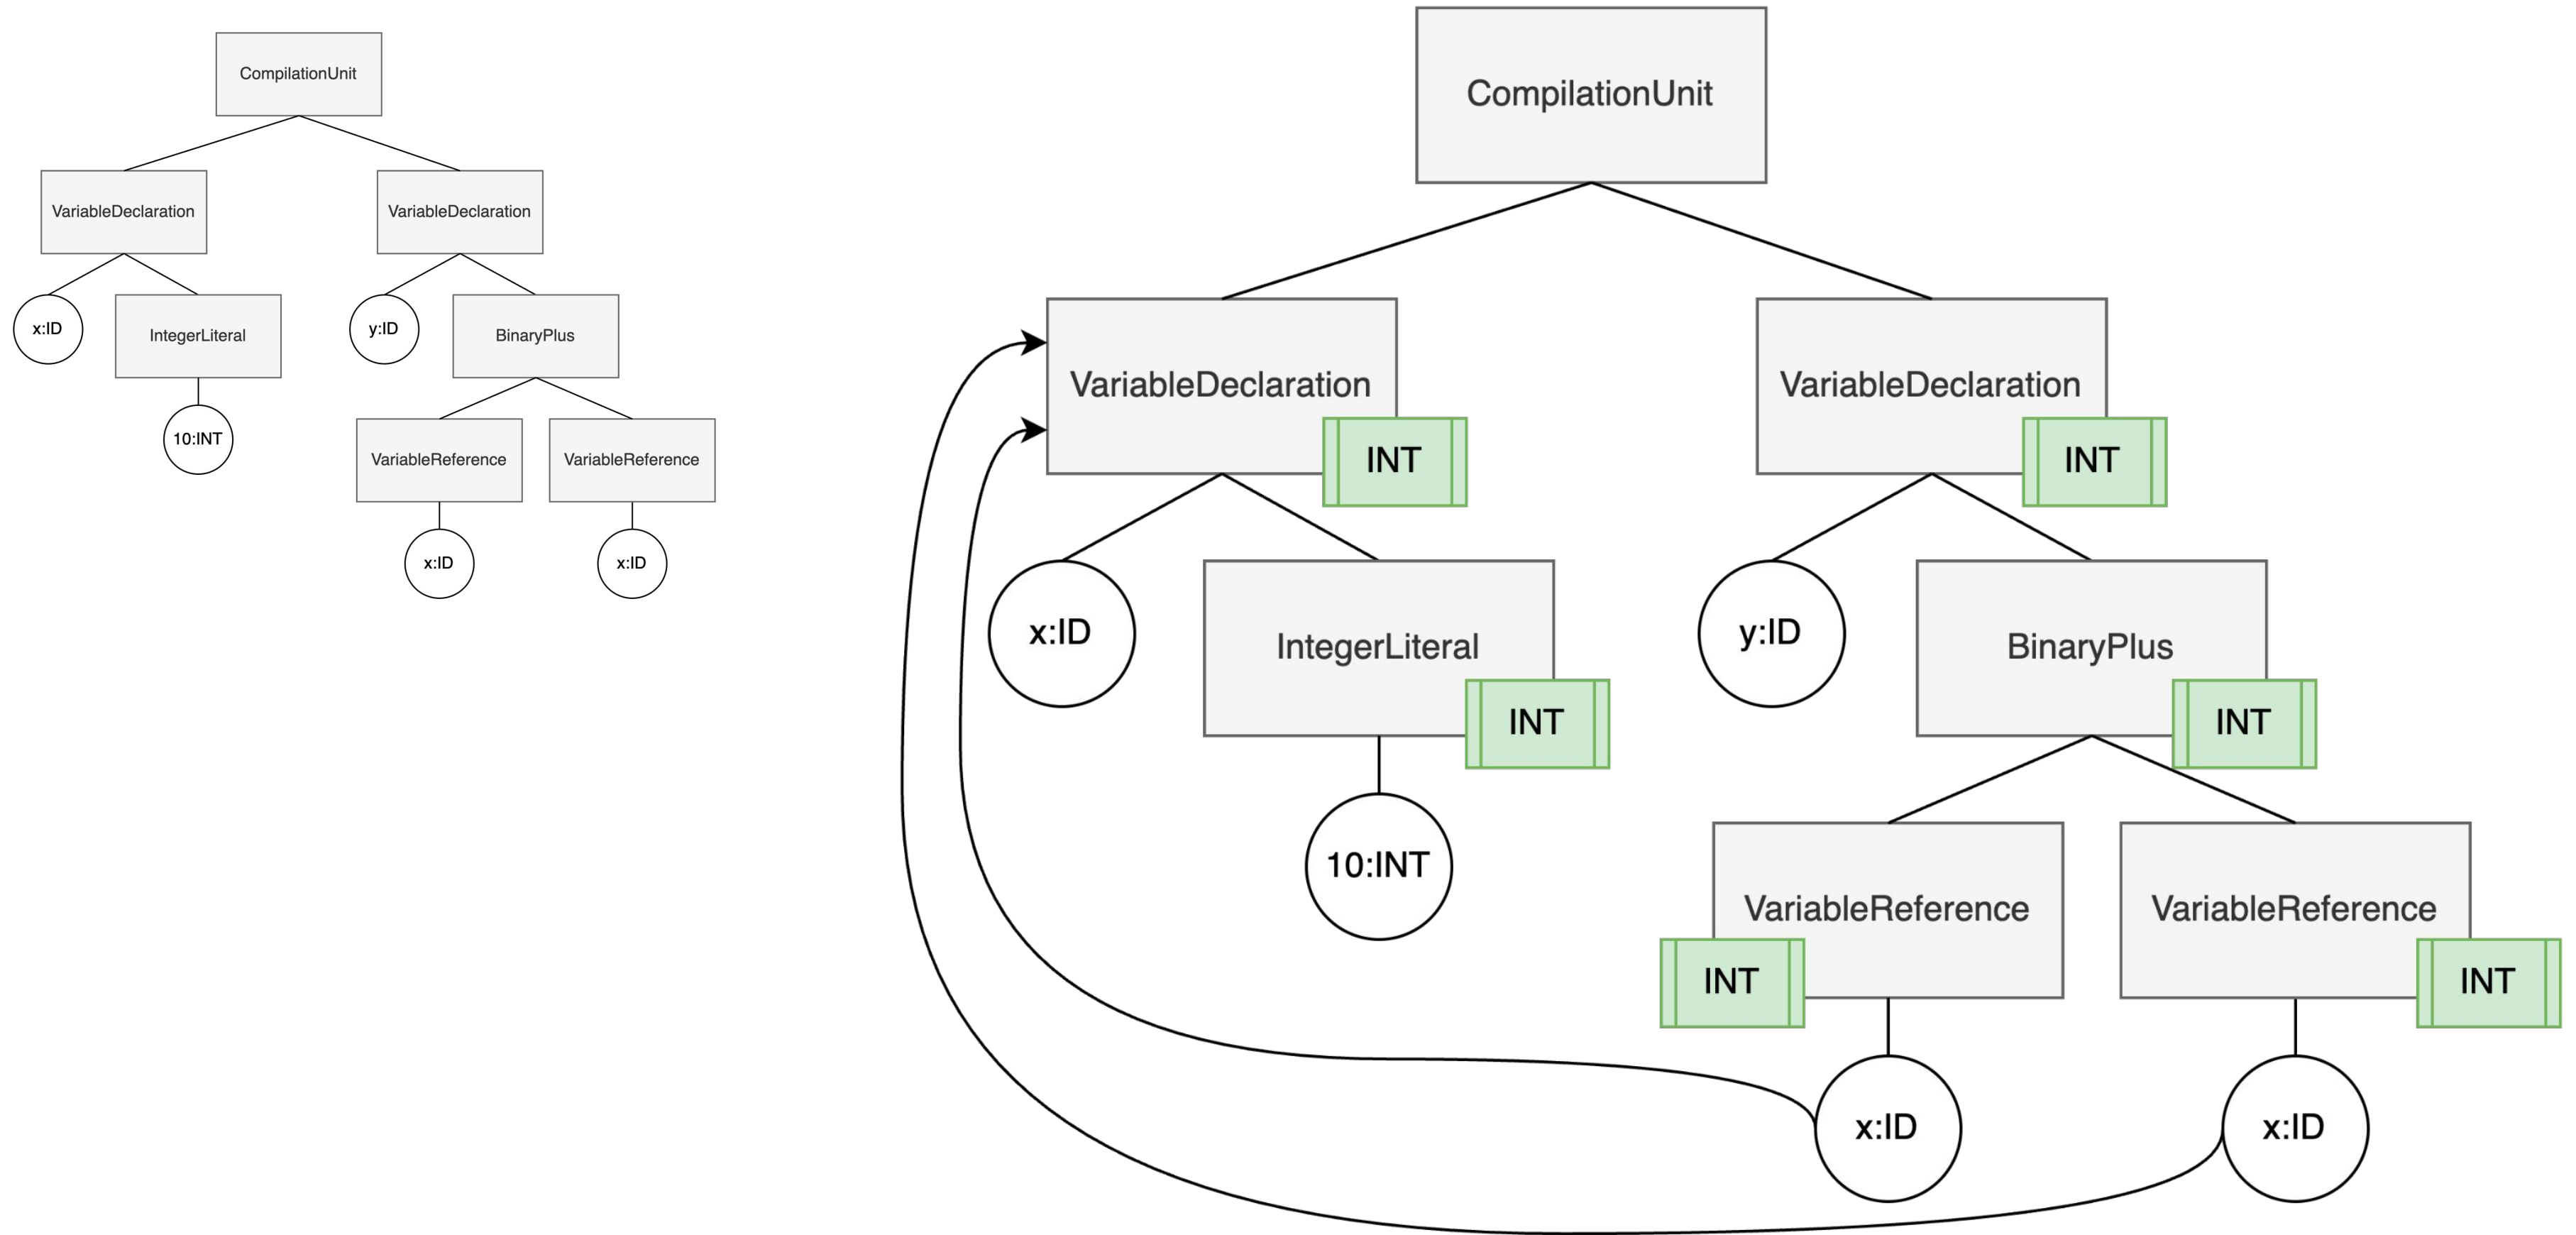 CompilationUnit
VariableDeclaration
VariableDeclaration
x:ID
IntegerLiteral
y:ID
BinaryPlus
10:INT
VariableReference
VariableReference
x:ID
x:ID
CompilationUnit
VariableDeclaration
INT
VariableDeclaration
INT
x:ID
IntegerLiteral
INT
y:ID
BinaryPlus
INT
10:INT
VariableReference
INT
VariableReference
INT
x:ID
x:ID